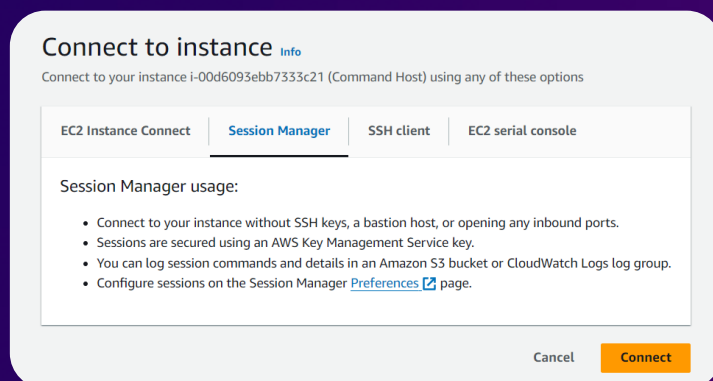 Connect to instance Info
Connect to your instance i-00d6093ebb7333c21 (Command Host) using any of these options
EC2 Instance Connect
Session Manager
SSH client
EC2 serial console
Session Manager usage:
• Connect to your instance without SSH keys, a bastion host, or opening any inbound ports.
• Sessions are secured using an AWS Key Management Service key.
• You can log session commands and details in an Amazon S3 bucket or CloudWatch Logs log group.
• Configure sessions on the Session Manager Preferences page.
Cancel
Connect